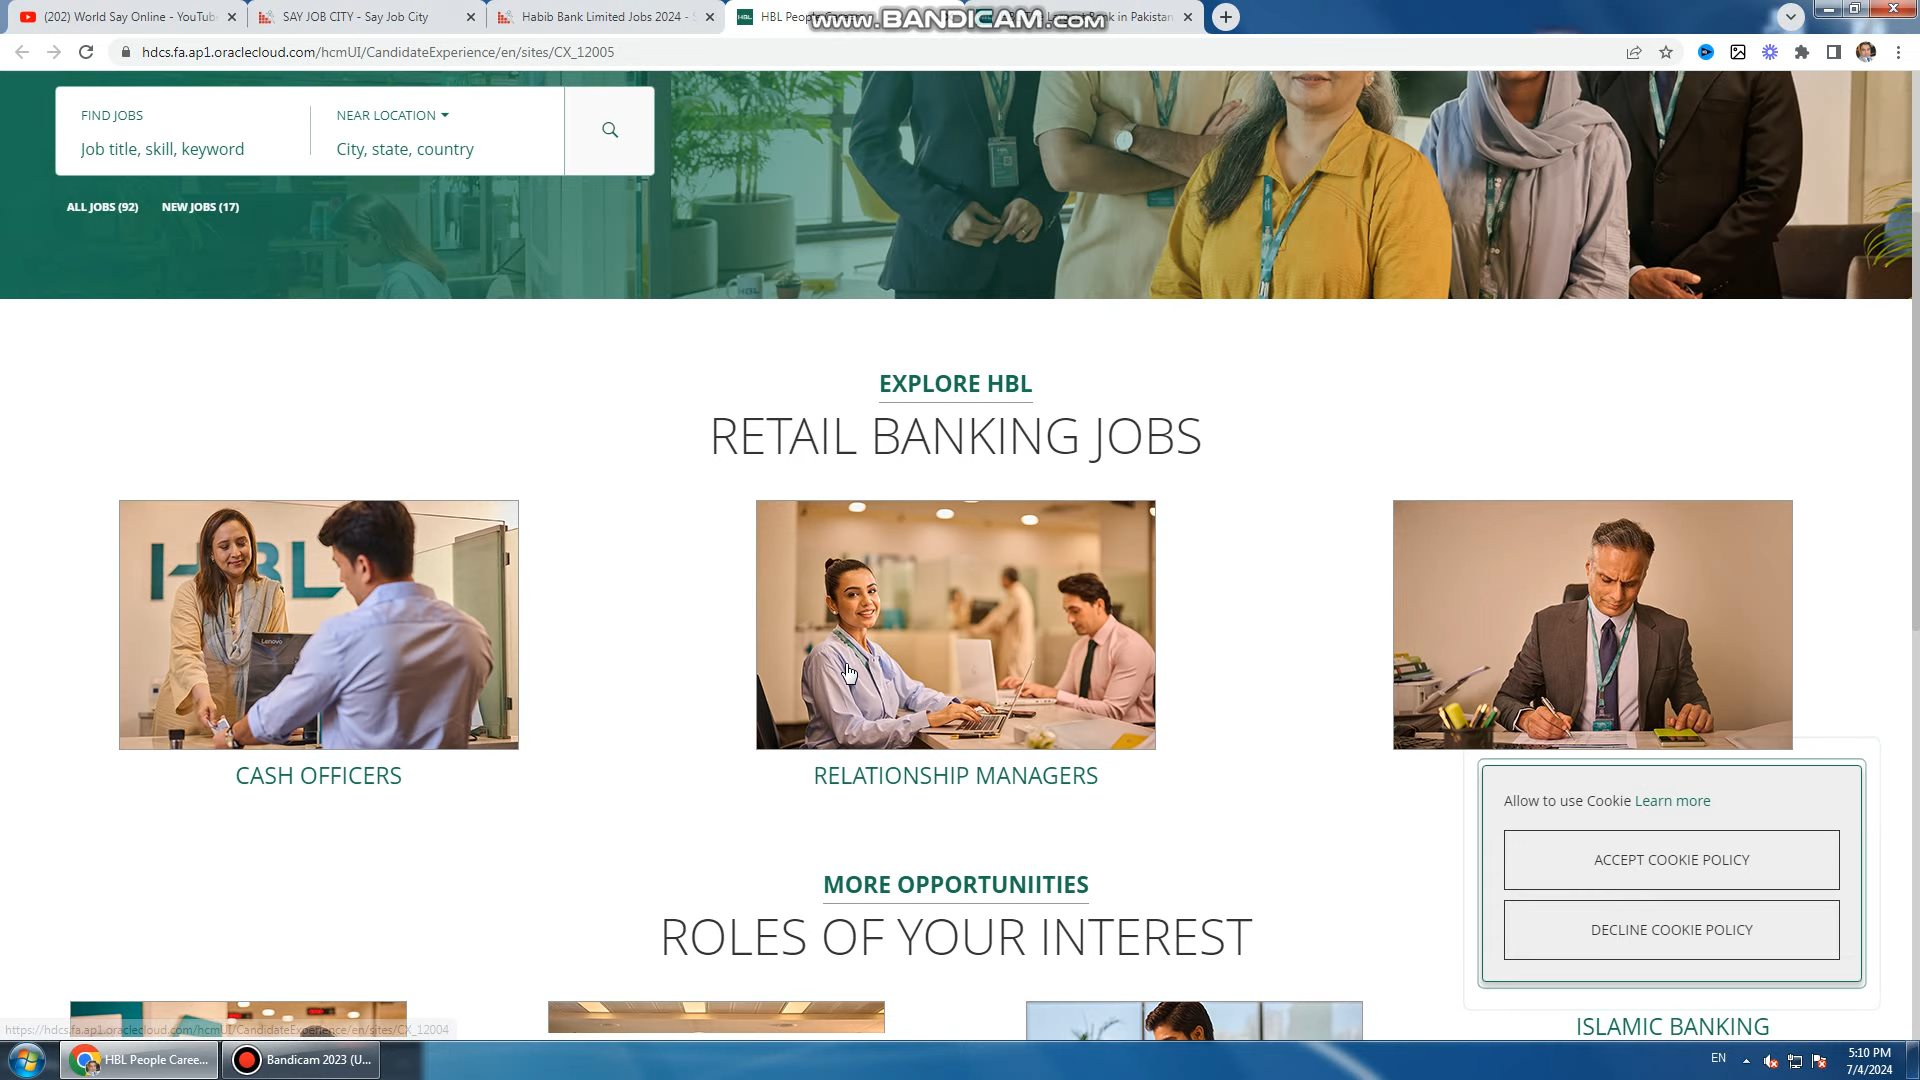 (202) World Say Online - YouTub
SAY JOB CITY - Say Job City
Habib Bank Limited Jobs 2024 - S
HBL People
Bank in Pakistan
www.BANDICAM.com
hdcs.fa.ap1.oraclecloud.com/hcmUI/CandidateExperience/en/sites/CX_12005
FIND JOBS
NEAR LOCATION
Job title, skill, keyword
City, state, country
ALL JOBS (92)
NEW JOBS (17)
HBL
EXPLORE HBL
RETAIL BANKING JOBS
HBL
Lenovo
CASH OFFICERS
RELATIONSHIP MANAGERS
Allow to use Cookie Learn more
ACCEPT COOKIE POLICY
DECLINE COOKIE POLICY
MORE OPPORTUNIITIES
ROLES OF YOUR INTEREST
ISLAMIC BANKING
https://hdcs.fa.ap1.oraclecloud.com/hcmUI/CandidateExperience/en/sites/CX_12004
HBL People Caree...
Bandicam 2023 (U...
EN
5:10 PM
7/4/2024